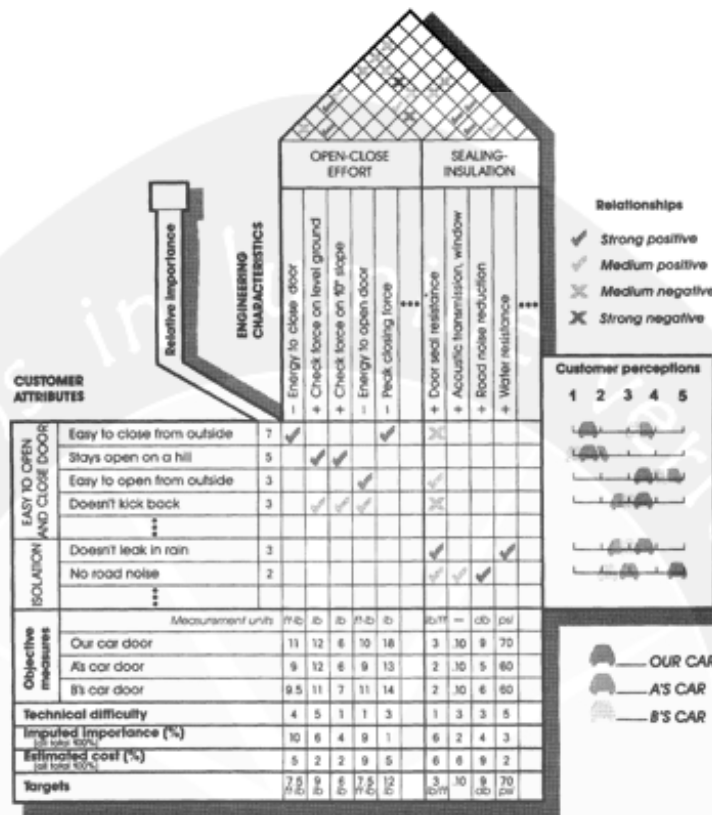 OPEN-CLOSE EFFORT
SEALING-INSULATION
Relationships
Strong positive
Medium positive
Medium negative
Strong negative
Relative importance
ENGINEERING CHARACTERISTICS
– Energy to close door
+ Check force on level ground
+ Check force on 10° slope
– Energy to open door
– Peak closing force
•••
+ Door seal resistance
+ Acoustic transmission, window
+ Road noise reduction
+ Water resistance
•••
Customer perceptions
1 2 3 4 5
CUSTOMER ATTRIBUTES
EASY TO OPEN AND CLOSE DOOR
Easy to close from outside 7
Stays open on a hill 5
Easy to open from outside 3
Doesn't kick back 3
•••
ISOLATION
Doesn't leak in rain 3
No road noise 2
•••
Objective measures
Measurement units ft-lb lb lb ft-lb lb lb/ft — db psi
Our car door 11 12 6 10 18 3 .10 9 70
A's car door 9 12 6 9 13 2 .10 5 60
B's car door 9.5 11 7 11 14 2 .10 6 60
Technical difficulty 4 5 1 1 3 1 3 3 5
Imputed importance (%) 10 6 4 9 1 6 2 4 3
(all total 100%)
Estimated cost (%) 5 2 2 9 5 6 6 9 2
(all total 100%)
Targets 7.5 ft-lb 9 lb 6 lb 7.5 ft-lb 12 lb 3 lb/ft .10 9 db 70 psi
OUR CAR
A'S CAR
B'S CAR